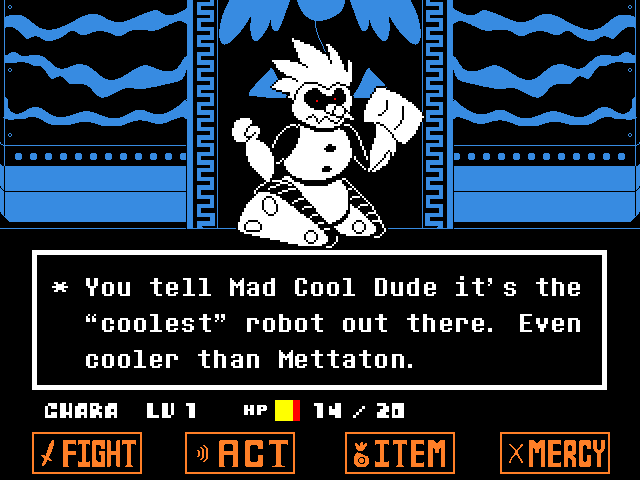 * You tell Mad Cool Dude it's the
“coolest” robot out there. Even
cooler than Mettaton.
CHARA LV 1 HP 14 / 20
FIGHT ACT ITEM MERCY